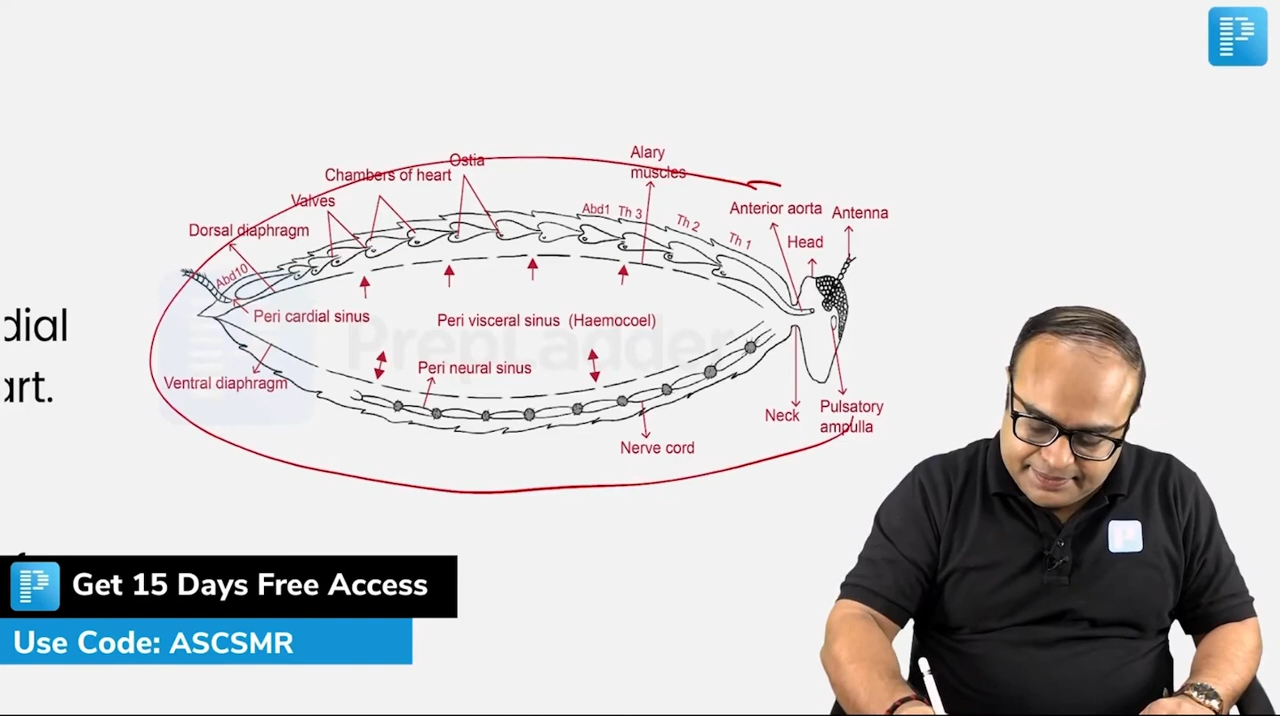 Ostia
Alary
muscles
Chambers of heart
Valves
Dorsal diaphragm
Abd10
Abd1 Th 3
Th 2
Th 1
Anterior aorta
Antenna
Head
Peri cardial sinus
Peri visceral sinus (Haemocoel)
PrepLadder
Peri neural sinus
Ventral diaphragm
Nerve cord
Neck
Pulsatory
ampulla
dial
art.
Get 15 Days Free Access
Use Code: ASCSMR